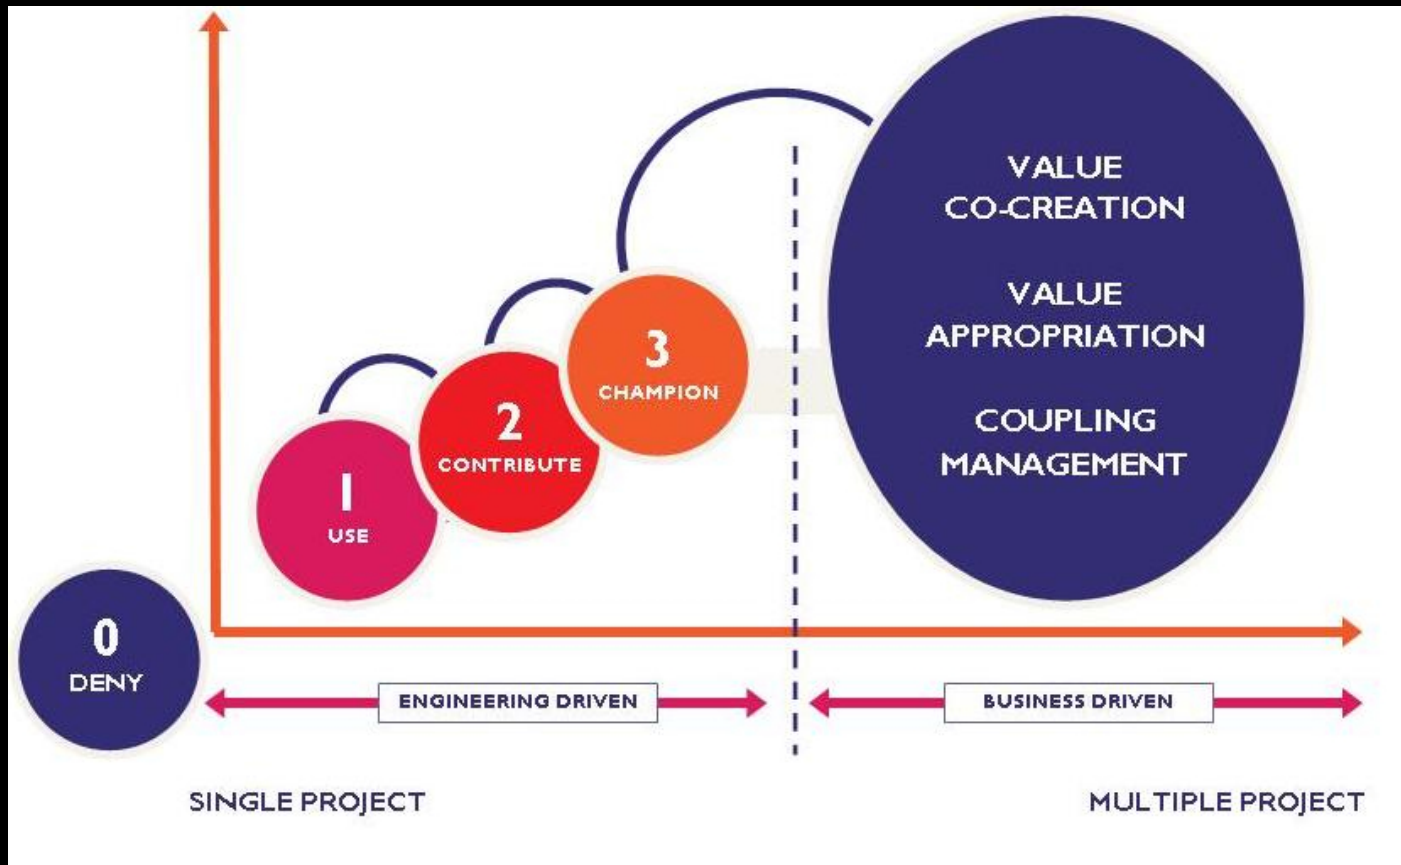 VALUE
CO-CREATION
VALUE
APPROPRIATION
COUPLING
MANAGEMENT
3
CHAMPION
2
CONTRIBUTE
1
USE
0
DENY
ENGINEERING DRIVEN
BUSINESS DRIVEN
SINGLE PROJECT
MULTIPLE PROJECT